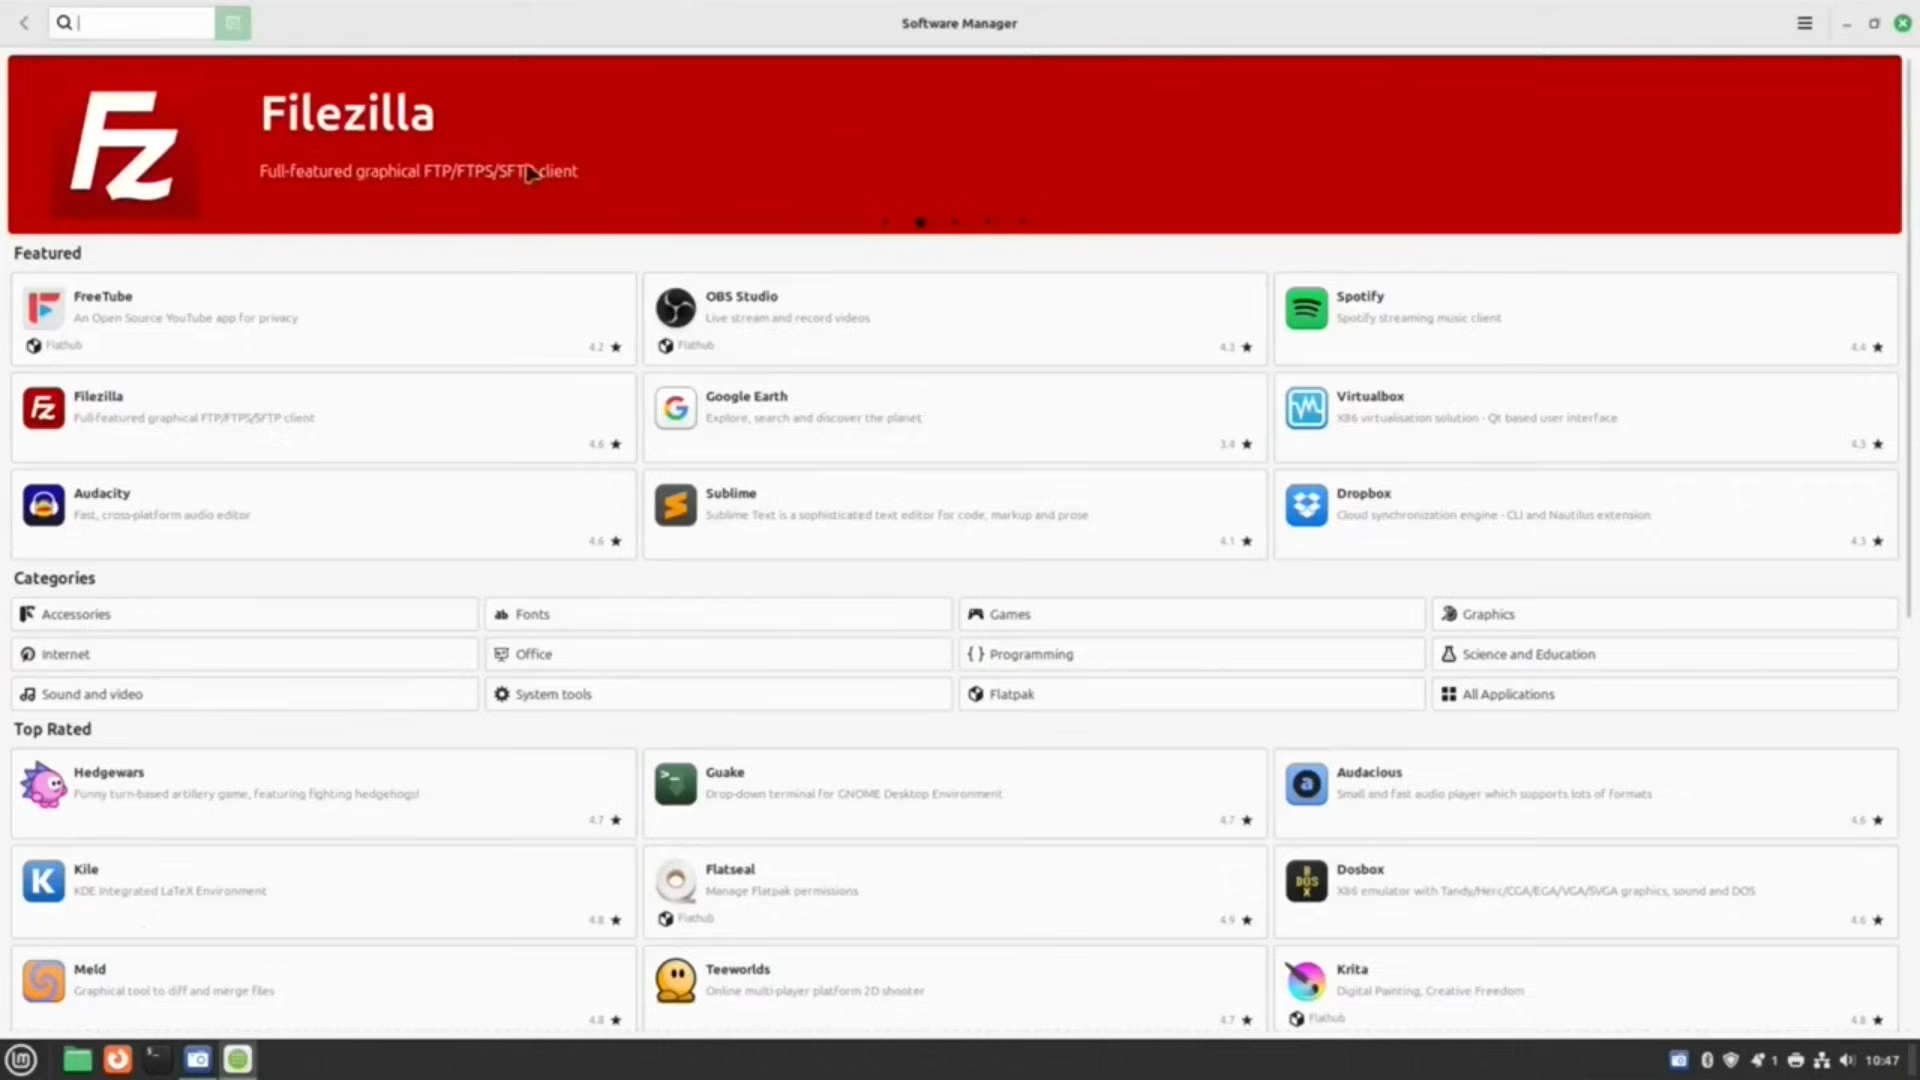 Software Manager
Filezilla
Full-featured graphical FTP/FTPS/SFTP client
Featured
FreeTube
An Open Source YouTube app for privacy
Flathub
4.2 ★
OBS Studio
Live stream and record videos
Flathub
4.3 ★
Spotify
Spotify streaming music client
4.4 ★
Filezilla
Full-featured graphical FTP/FTPS/SFTP client
4.6 ★
Google Earth
Explore, search and discover the planet
3.4 ★
Virtualbox
X86 virtualisation solution - Qt based user interface
4.3 ★
Audacity
Fast, cross-platform audio editor
4.6 ★
Sublime
Sublime Text is a sophisticated text editor for code, markup and prose
4.1 ★
Dropbox
Cloud synchronization engine - CLI and Nautilus extension
4.3 ★
Categories
Accessories
Fonts
Games
Graphics
Internet
Office
Programming
Science and Education
Sound and video
System tools
Flatpak
All Applications
Top Rated
Hedgewars
Funny turn-based artillery game, featuring fighting hedgehogs!
4.7 ★
Guake
Drop-down terminal for GNOME Desktop Environment
4.7 ★
Audacious
Small and fast audio player which supports lots of formats
4.6 ★
Kile
KDE Integrated LaTeX Environment
4.8 ★
Flatseal
Manage Flatpak permissions
Flathub
4.9 ★
Dosbox
X86 emulator with Tandy/Herc/CGA/EGA/VGA/SVGA graphics, sound and DOS
4.6 ★
Meld
Graphical tool to diff and merge files
4.8 ★
Teeworlds
Online multi-player platform 2D shooter
4.7 ★
Krita
Digital Painting, Creative Freedom
Flathub
4.8 ★
1
10:47